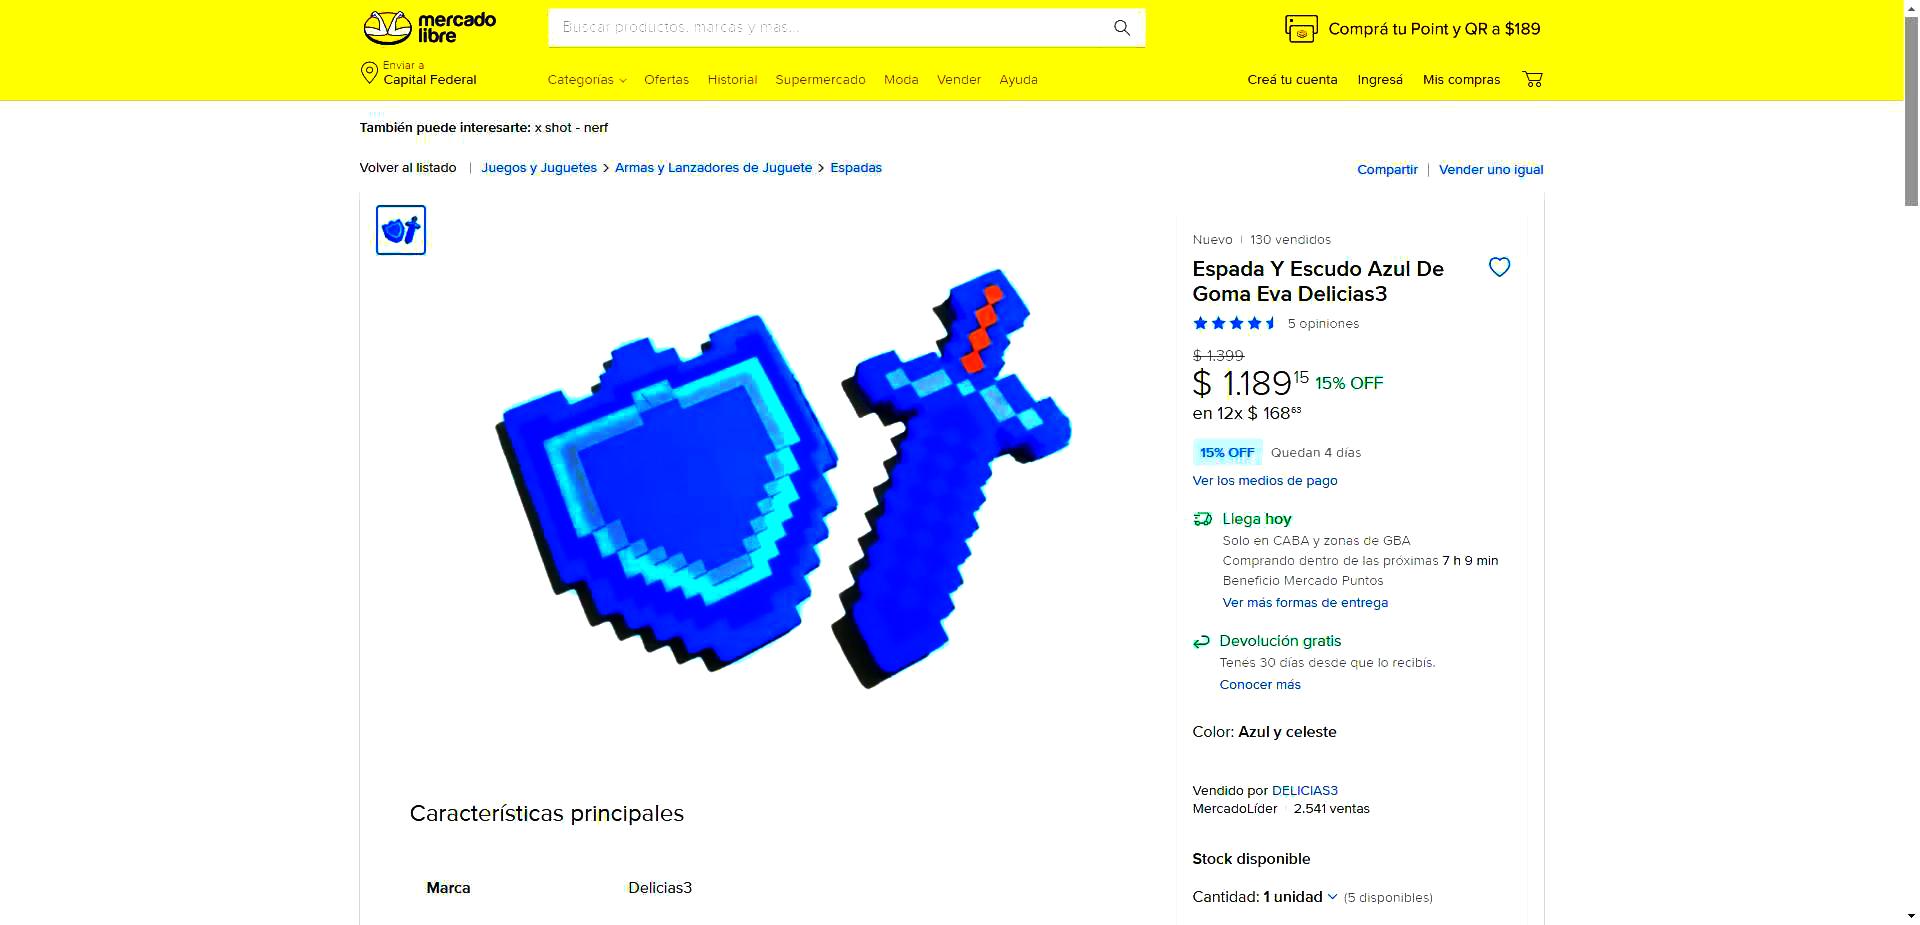 mercado
libre
Buscar productos, marcas y más...
Comprá tu Point y QR a $189
Enviar a
Capital Federal
Categorías
Ofertas
Historial
Supermercado
Moda
Vender
Ayuda
Creá tu cuenta
Ingresá
Mis compras
También puede interesarte: x shot - nerf
Volver al listado | Juegos y Juguetes > Armas y Lanzadores de Juguete > Espadas
Compartir | Vender uno igual
Nuevo | 130 vendidos
Espada Y Escudo Azul De
Goma Eva Delicias3
5 opiniones
$ 1.399
$ 1.189 15 15% OFF
en 12x $ 168 63
15% OFF Quedan 4 días
Ver los medios de pago
Llega hoy
Solo en CABA y zonas de GBA
Comprando dentro de las próximas 7 h 9 min
Beneficio Mercado Puntos
Ver más formas de entrega
Devolución gratis
Tenés 30 días desde que lo recibís.
Conocer más
Color: Azul y celeste
Vendido por DELICIAS3
MercadoLíder | 2.541 ventas
Stock disponible
Cantidad: 1 unidad (5 disponibles)
Características principales
Marca Delicias3